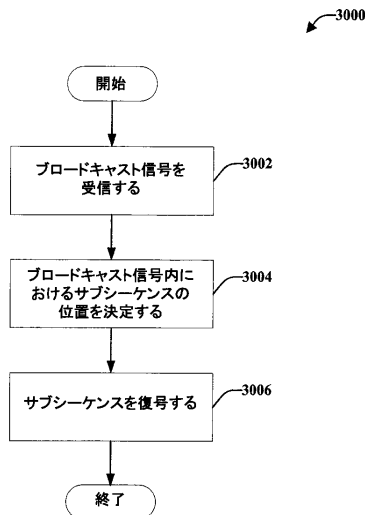 3000
開始
ブロードキャスト信号を
受信する
3002
ブロードキャスト信号内に
おけるサブシーケンスの
位置を決定する
3004
サブシーケンスを復号する
3006
終了